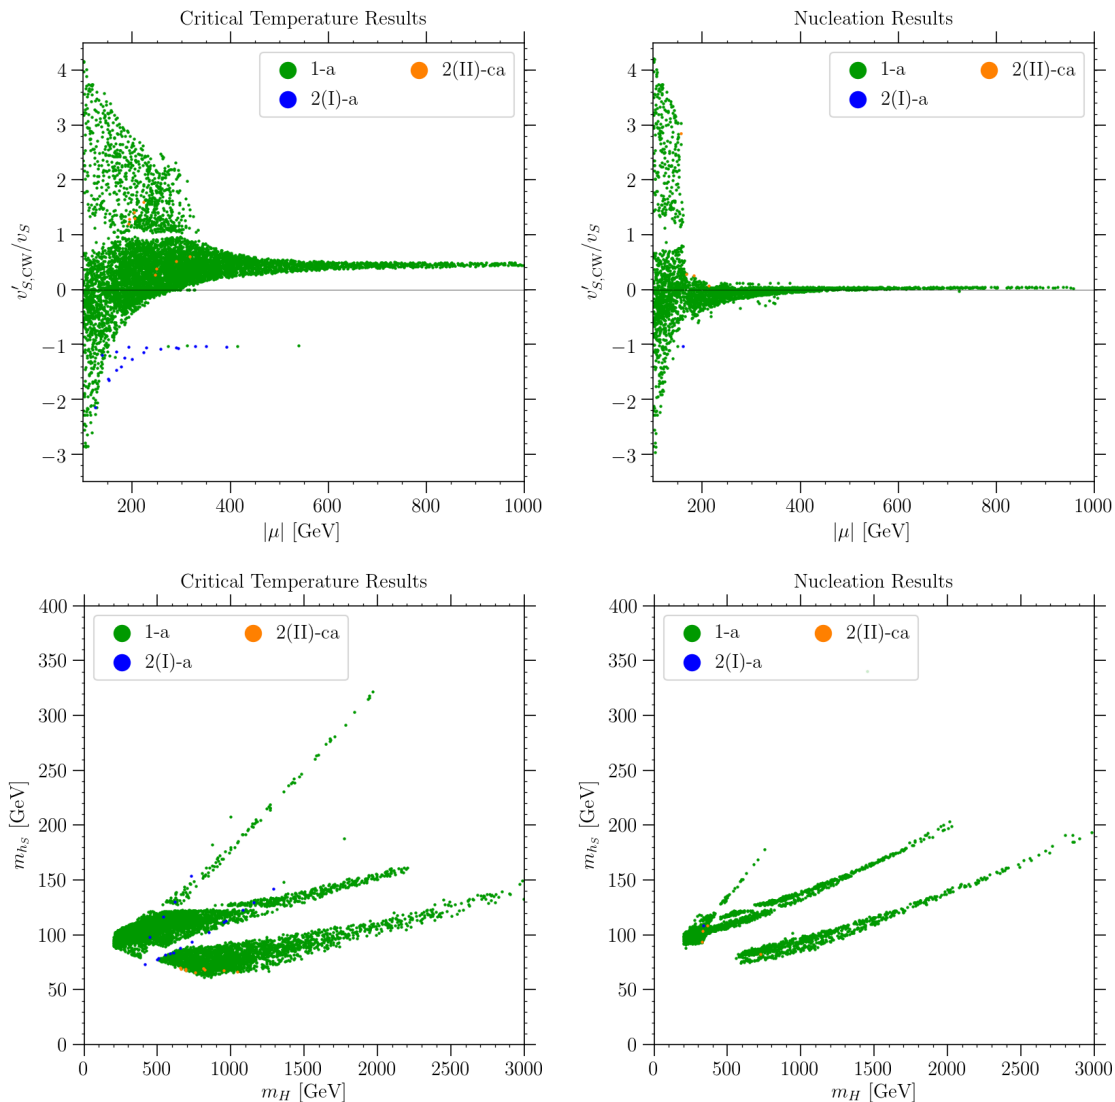 Critical Temperature Results
1-a
2(I)-a
2(II)-ca
4
3
2
1
0
−1
−2
−3
v′S,CW/vS
200
400
600
800
1000
|μ| [GeV]
Nucleation Results
1-a
2(I)-a
2(II)-ca
4
3
2
1
0
−1
−2
−3
v′S,CW/vS
200
400
600
800
1000
|μ| [GeV]
Critical Temperature Results
1-a
2(I)-a
2(II)-ca
400
350
300
250
200
150
100
50
0
mhS [GeV]
0
500
1000
1500
2000
2500
3000
mH [GeV]
Nucleation Results
1-a
2(I)-a
2(II)-ca
400
350
300
250
200
150
100
50
0
mhS [GeV]
0
500
1000
1500
2000
2500
3000
mH [GeV]